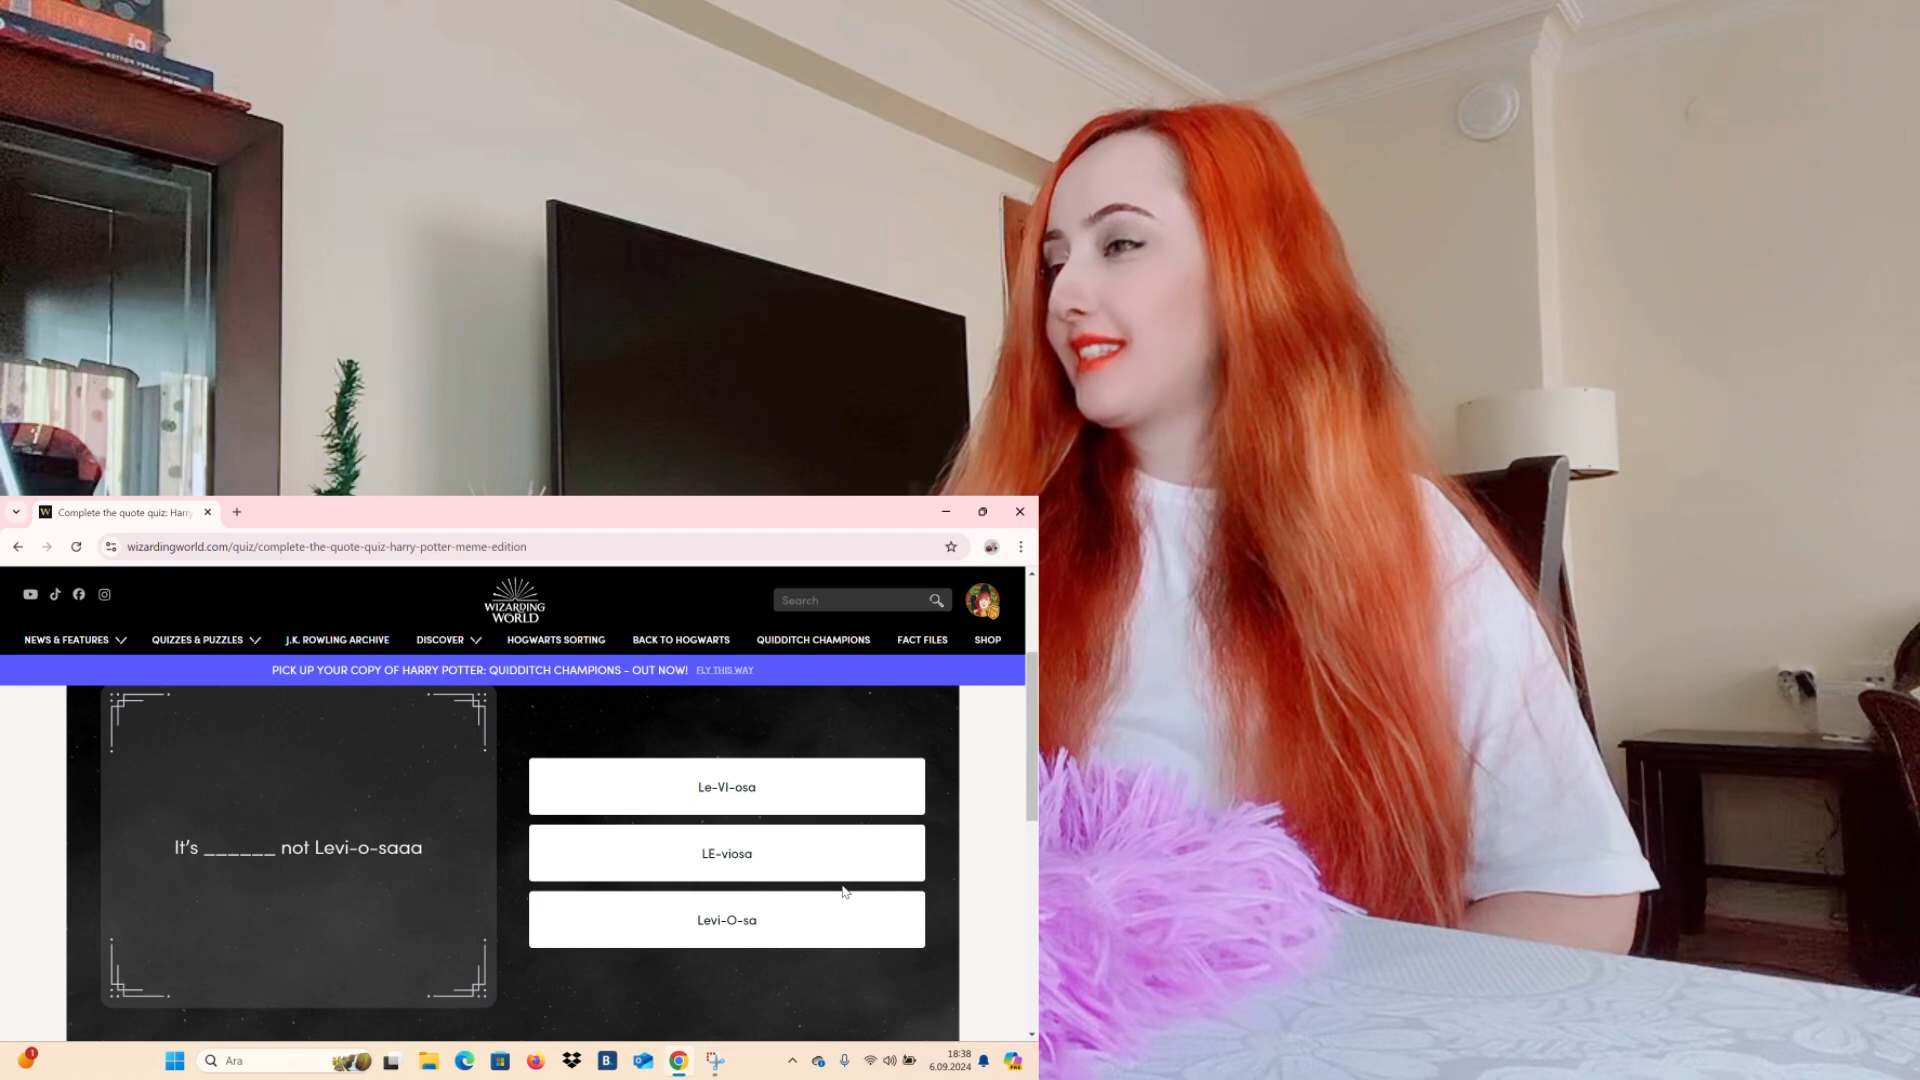 Complete the quote quiz: Harry
wizardingworld.com/quiz/complete-the-quote-quiz-harry-potter-meme-edition
WIZARDING
WORLD
Search
NEWS & FEATURES
QUIZZES & PUZZLES
J.K. ROWLING ARCHIVE
DISCOVER
HOGWARTS SORTING
BACK TO HOGWARTS
QUIDDITCH CHAMPIONS
FACT FILES
SHOP
PICK UP YOUR COPY OF HARRY POTTER: QUIDDITCH CHAMPIONS - OUT NOW! FLY THIS WAY
It's ______ not Levi-o-saaa
Le-VI-osa
LE-viosa
Levi-O-sa
1
Ara
B.
18:38
6.09.2024
PRE